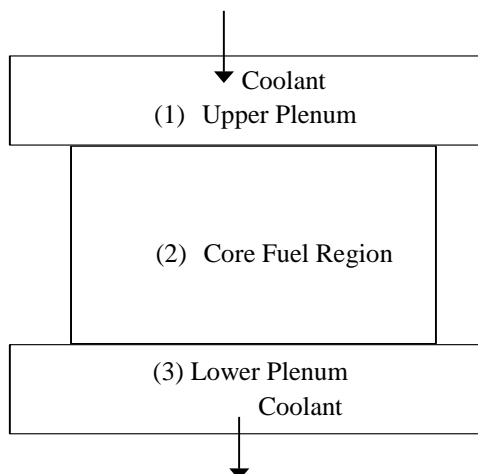 Coolant
(1) Upper Plenum
(2) Core Fuel Region
(3) Lower Plenum
Coolant